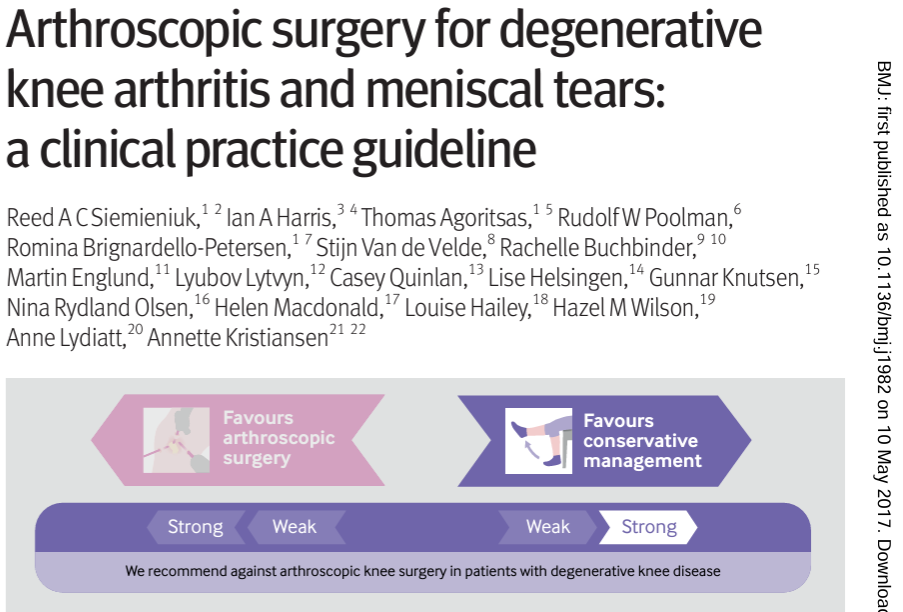 Arthroscopic surgery for degenerative
knee arthritis and meniscal tears:
a clinical practice guideline
Reed A C Siemieniuk,1 2 Ian A Harris,3 4 Thomas Agoritsas,1 5 Rudolf W Poolman,6
Romina Brignardello-Petersen,1 7 Stijn Van de Velde,8 Rachelle Buchbinder,9 10
Martin Englund,11 Lyubov Lytvyn,12 Casey Quinlan,13 Lise Helsingen,14 Gunnar Knutsen,15
Nina Rydland Olsen,16 Helen Macdonald,17 Louise Hailey,18 Hazel M Wilson,19
Anne Lydiatt,20 Annette Kristiansen21 22
Favours
arthroscopic
surgery
Favours
conservative
management
Strong
Weak
Weak
Strong
We recommend against arthroscopic knee surgery in patients with degenerative knee disease
BMJ: first published as 10.1136/bmj.j1982 on 10 May 2017.